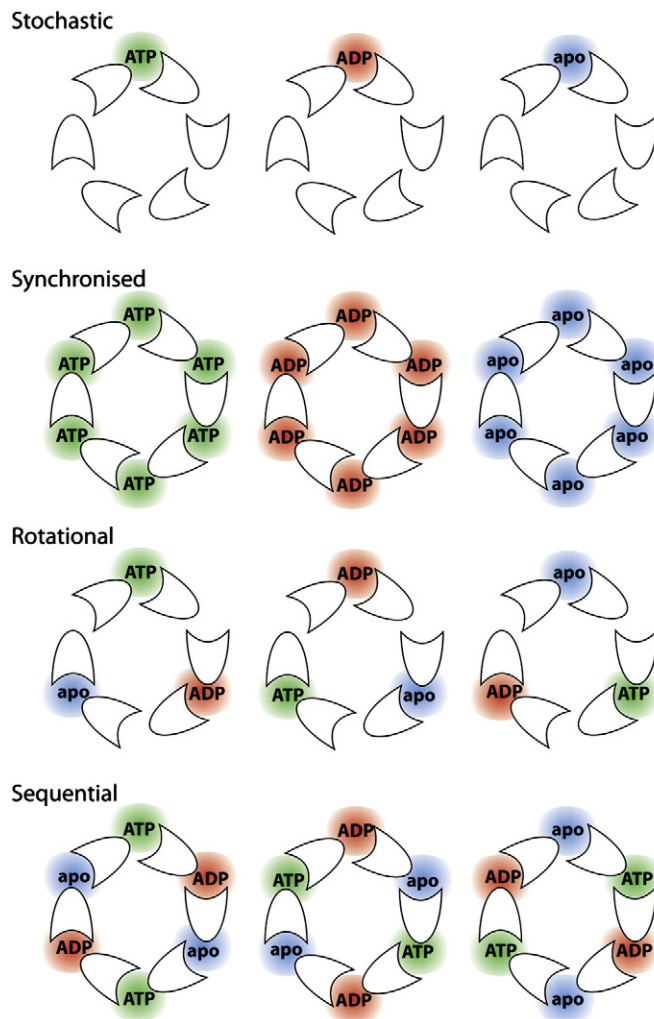 Stochastic
ATP ADP apo
Synchronised
ATP ADP apo
ATP ATP ADP ADP apo apo
ATP ATP ADP ADP apo apo
ATP ADP apo
Rotational
ATP ADP apo
apo ADP ATP apo ADP ATP
Sequential
ATP ADP apo
apo ADP ATP apo ADP ATP
ADP apo apo ATP ATP ADP
ATP ADP apo